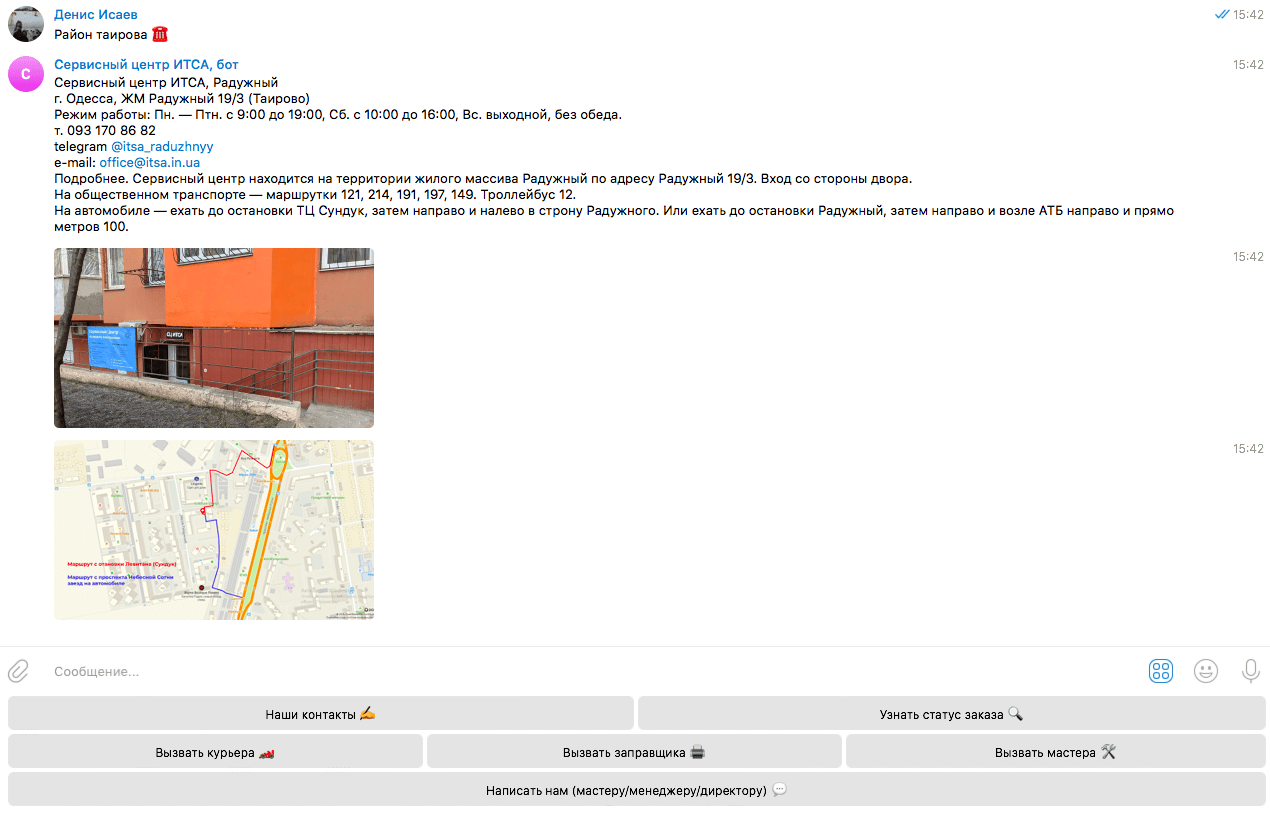 Денис Исаев
15:42
Район таирова
С
Сервисный центр ИТСА, бот
15:42
Сервисный центр ИТСА, Радужный
г. Одесса, ЖМ Радужный 19/3 (Таирово)
Режим работы: Пн. — Птн. с 9:00 до 19:00, Сб. с 10:00 до 16:00, Вс. выходной, без обеда.
т. 093 170 86 82
telegram @itsa_raduzhnyy
e-mail: office@itsa.in.ua
Подробнее. Сервисный центр находится на территории жилого массива Радужный по адресу Радужный 19/3. Вход со стороны двора.
На общественном транспорте — маршрутки 121, 214, 191, 197, 149. Троллейбус 12.
На автомобиле — ехать до остановки ТЦ Сундук, затем направо и налево в строну Радужного. Или ехать до остановки Радужный, затем направо и возле АТБ направо и прямо
метров 100.
15:42
СЦ ИТСА
15:42
Маршрут с отановки Левитана (Сундук)
Маршрут с проспекта Небесной Сотни
заезд на автомобиле
Сообщение...
Наши контакты
Узнать статус заказа
Вызвать курьера
Вызвать заправщика
Вызвать мастера
Написать нам (мастеру/менеджеру/директору)